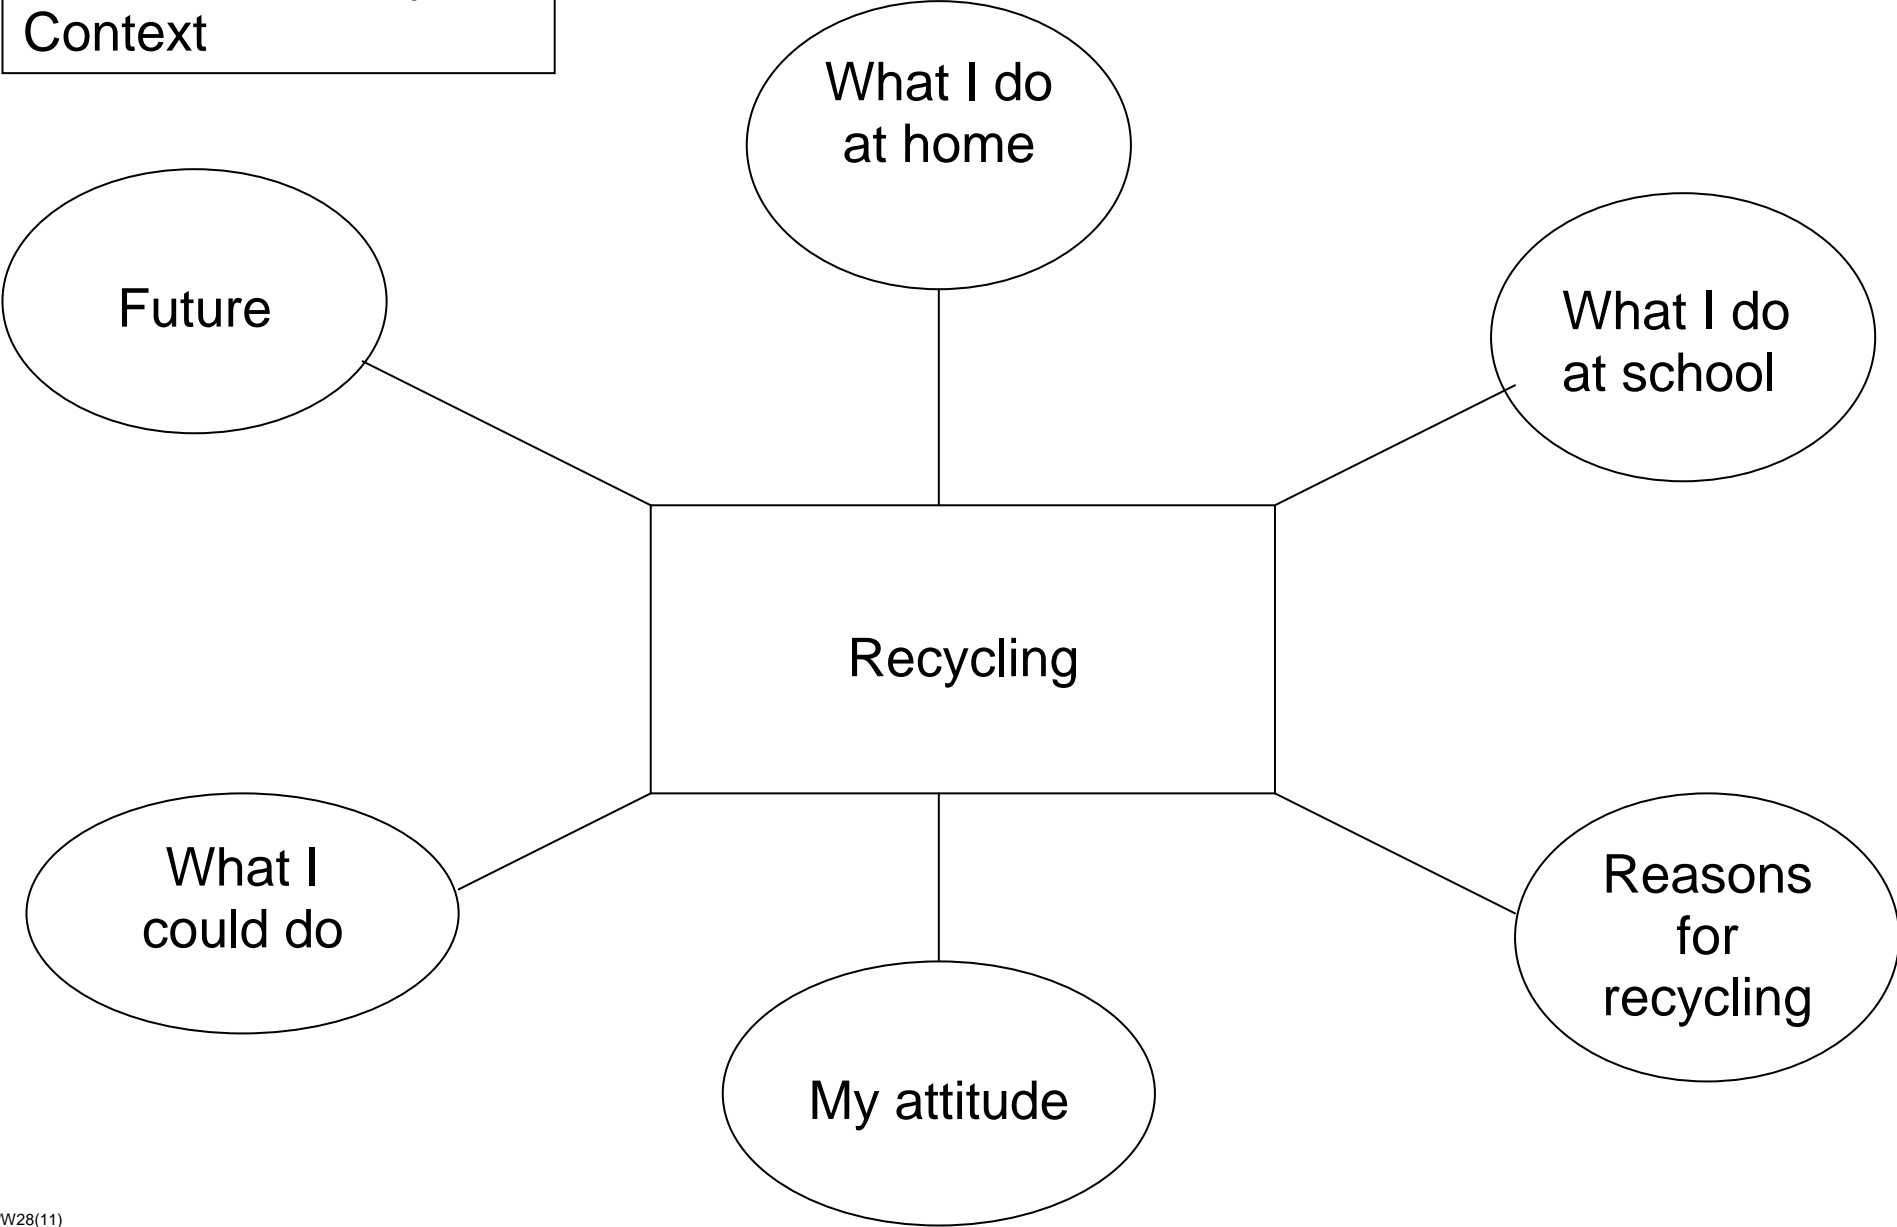 Context
What I do
at home
Future
What I do
at school
Recycling
What I
could do
Reasons
for
recycling
My attitude
W28(11)